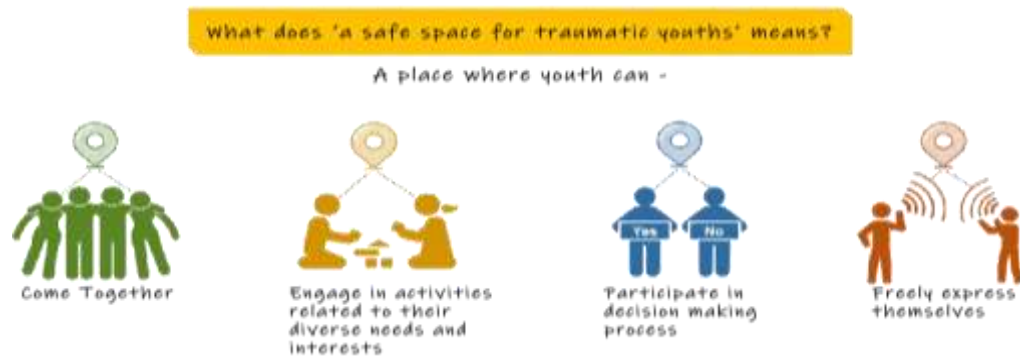 What does 'a safe space for traumatic youths' means?
A place where youth can -
Come Together
Engage in activities
related to their
diverse needs and
interests
Yes
No
Participate in
decision making
process
Freely express
themselves